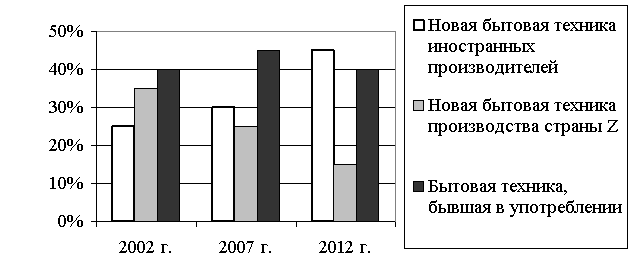 50%
40%
30%
20%
10%
0%
2002 г.
2007 г.
2012 г.
Новая бытовая техника
иностранных
производителей
Новая бытовая техника
производства страны Z
Бытовая техника,
бывшая в употреблении